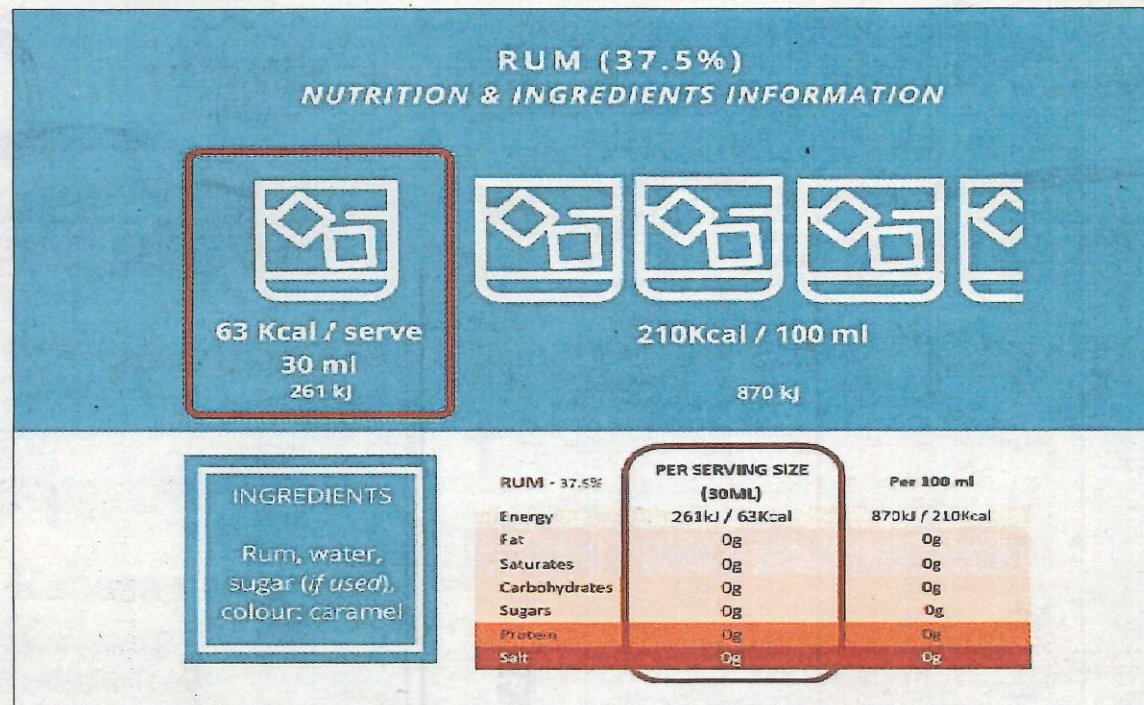 RUM (37.5%)
NUTRITION & INGREDIENTS INFORMATION
63 Kcal / serve
30 ml
261 kJ
210Kcal / 100 ml
870 kJ
INGREDIENTS
Rum, water,
sugar (if used),
colour: caramel
RUM - 37.5% PER SERVING SIZE (30ML) Per 100 ml
Energy 261kJ / 63Kcal 870kJ / 210Kcal
Fat 0g 0g
Saturates 0g 0g
Carbohydrates 0g 0g
Sugars 0g 0g
Protein 0g 0g
Salt 0g 0g